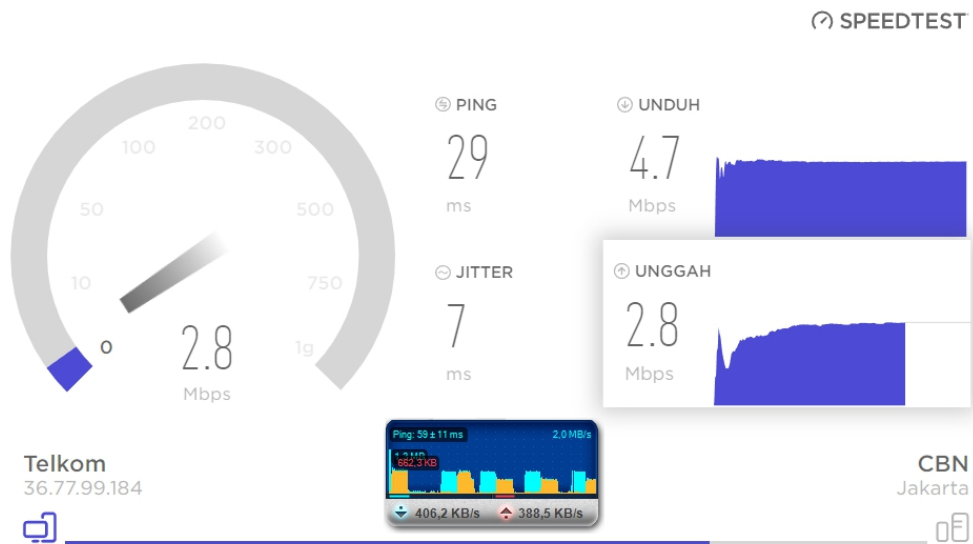 SPEEDTEST
PING
29
ms
UNDUH
4.7
Mbps
JITTER
7
ms
UNGGAH
2.8
Mbps
0
10
50
100
200
300
500
750
1g
2.8
Mbps
Ping: 59 ± 11 ms
2,0 MB/s
662,3 KB
406,2 KB/s
388,5 KB/s
Telkom
36.77.99.184
CBN
Jakarta